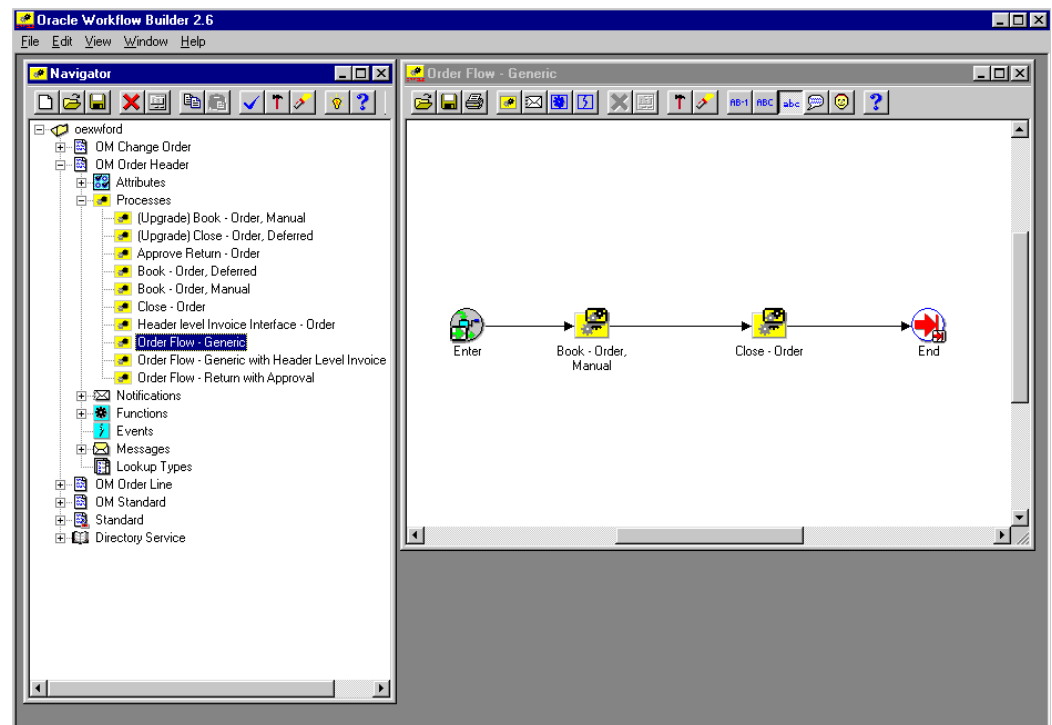 Oracle Workflow Builder 2.6
File Edit View Window Help
Navigator
oexwford
OM Change Order
OM Order Header
Attributes
Processes
(Upgrade) Book - Order, Manual
(Upgrade) Close - Order, Deferred
Approve Return - Order
Book - Order, Deferred
Book - Order, Manual
Close - Order
Header level Invoice Interface - Order
Order Flow - Generic
Order Flow - Generic with Header Level Invoice
Order Flow - Return with Approval
Notifications
Functions
Events
Messages
Lookup Types
OM Order Line
OM Standard
Standard
Directory Service
Order Flow - Generic
AB-1 ABC abc
Enter
Book - Order,
Manual
Close - Order
End